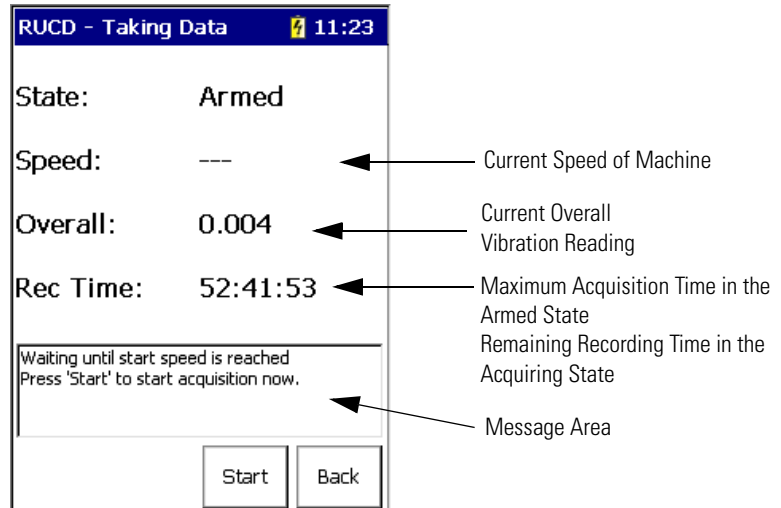 RUCD - Taking Data 11:23
State: Armed
Speed: ---
Current Speed of Machine
Overall: 0.004
Current Overall
Vibration Reading
Rec Time: 52:41:53
Maximum Acquisition Time in the
Armed State
Remaining Recording Time in the
Acquiring State
Waiting until start speed is reached
Press 'Start' to start acquisition now.
Message Area
Start Back